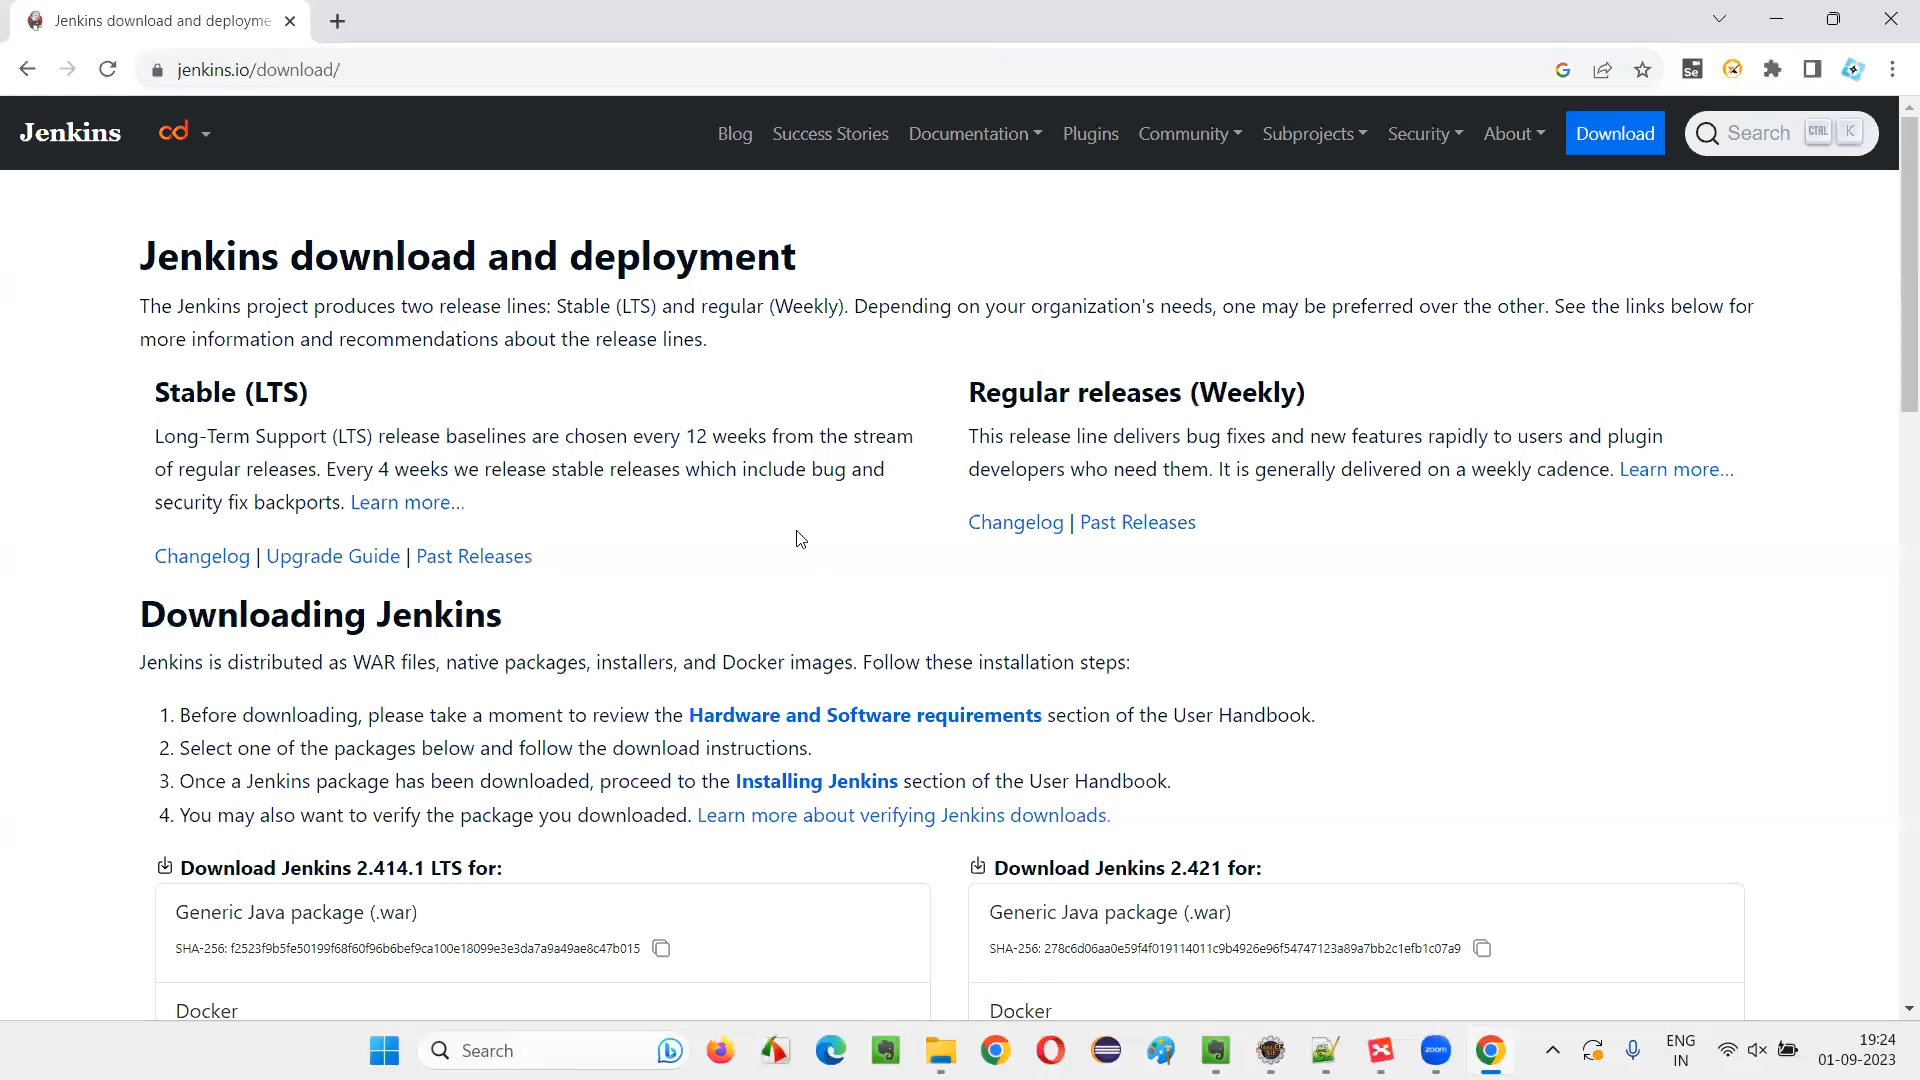 Jenkins download and deployme
jenkins.io/download/
Jenkins
cd
Blog
Success Stories
Documentation
Plugins
Community
Subprojects
Security
About
Download
Search
CTRL
K
Jenkins download and deployment
The Jenkins project produces two release lines: Stable (LTS) and regular (Weekly). Depending on your organization's needs, one may be preferred over the other. See the links below for
more information and recommendations about the release lines.
Stable (LTS)
Long-Term Support (LTS) release baselines are chosen every 12 weeks from the stream
of regular releases. Every 4 weeks we release stable releases which include bug and
security fix backports. Learn more...
Changelog | Upgrade Guide | Past Releases
Regular releases (Weekly)
This release line delivers bug fixes and new features rapidly to users and plugin
developers who need them. It is generally delivered on a weekly cadence. Learn more...
Changelog | Past Releases
Downloading Jenkins
Jenkins is distributed as WAR files, native packages, installers, and Docker images. Follow these installation steps:
1. Before downloading, please take a moment to review the Hardware and Software requirements section of the User Handbook.
2. Select one of the packages below and follow the download instructions.
3. Once a Jenkins package has been downloaded, proceed to the Installing Jenkins section of the User Handbook.
4. You may also want to verify the package you downloaded. Learn more about verifying Jenkins downloads.
Download Jenkins 2.414.1 LTS for:
Generic Java package (.war)
SHA-256: f2523f9b5fe50199f68f60f96b6bef9ca100e18099e3e3da7a9a49ae8c47b015
Docker
Download Jenkins 2.421 for:
Generic Java package (.war)
SHA-256: 278c6d06aa0e59f4f019114011c9b4926e96f54747123a89a7bb2c1efb1c07a9
Docker
Search
zoom
ENG
IN
19:24
01-09-2023